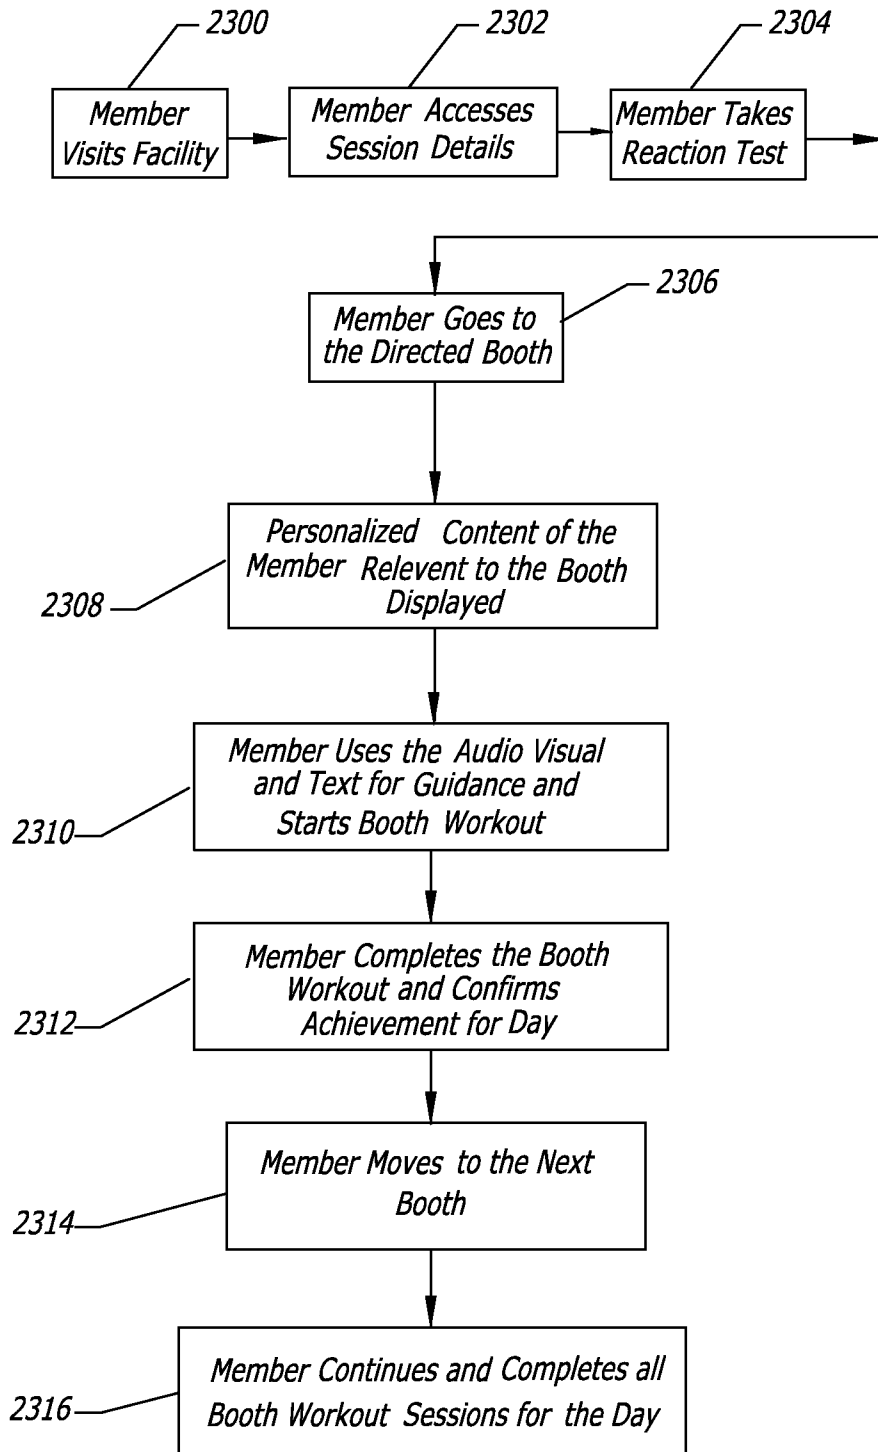 2300
2302
2304
Member
Visits Facility
Member Accesses
Session Details
Member Takes
Reaction Test
2306
Member Goes to
the Directed Booth
Personalized Content of the
Member Relevent to the Booth
Displayed
2308
Member Uses the Audio Visual
and Text for Guidance and
Starts Booth Workout
2310
Member Completes the Booth
Workout and Confirms
Achievement for Day
2312
Member Moves to the Next
Booth
2314
Member Continues and Completes all
Booth Workout Sessions for the Day
2316